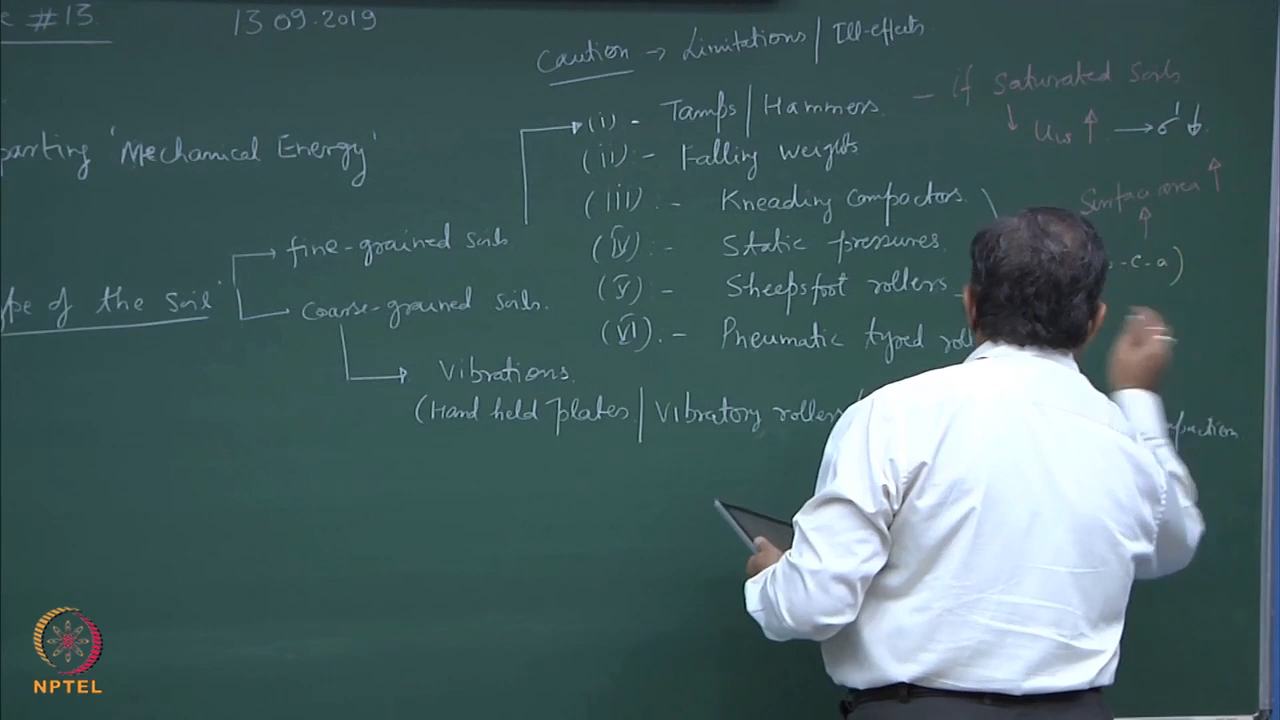 e #13.
13 09.2019
Caution → Limitations / Ill-effects
(i) - Tamps / Hammers. - if Saturated Soils
↓ Uw ↑ → σ' ↓
parting 'Mechanical Energy'
(ii) :- Falling weights
(iii) :- Kneading compactors.
Surface area ↑
fine-grained soils
(iv) :- Static pressures.
-c-a)
pe of the soil'
coarse-grained soils.
(v) :- Sheepsfoot rollers -
(vi). :- Pneumatic tyred roll
Vibrations.
(Hand held plates / Vibratory rollers /
mpaction
NPTEL